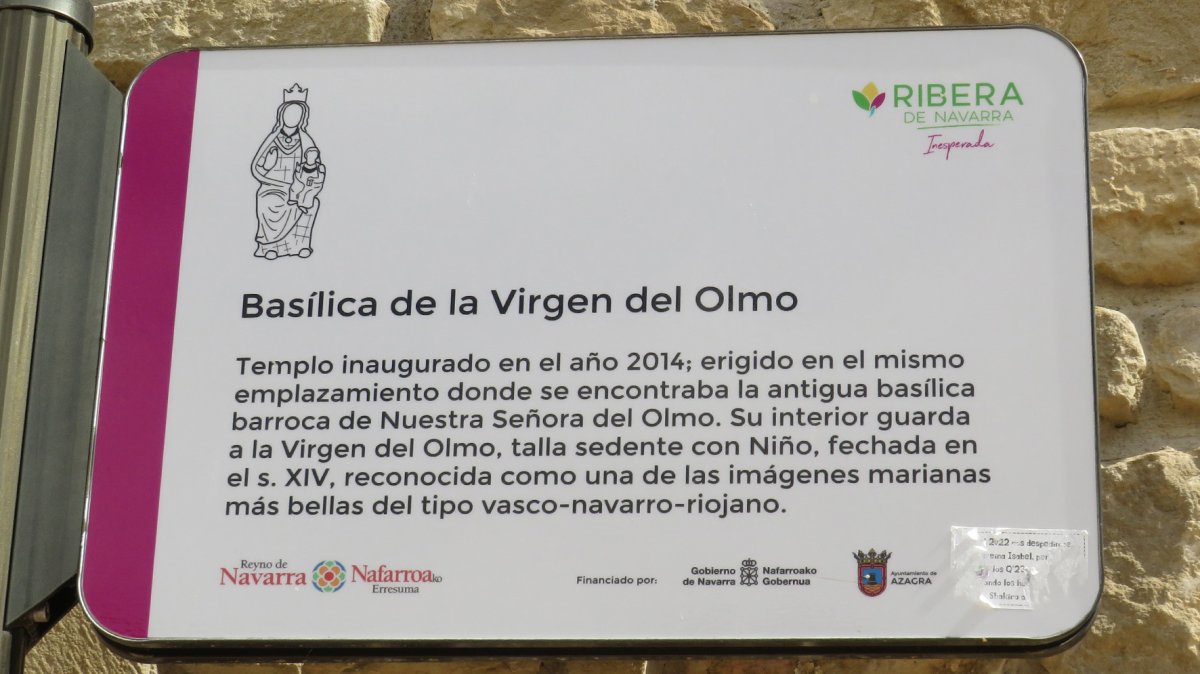 RIBERA
DE NAVARRA
Inesperada
Basílica de la Virgen del Olmo
Templo inaugurado en el año 2014; erigido en el mismo
emplazamiento donde se encontraba la antigua basílica
barroca de Nuestra Señora del Olmo. Su interior guarda
a la Virgen del Olmo, talla sedente con Niño, fechada en
el s. XIV, reconocida como una de las imágenes marianas
más bellas del tipo vasco-navarro-riojano.
Reyno de
Navarra
Nafarroako
Erresuma
Financiado por:
Gobierno
de Navarra
Nafarroako
Gobernua
Ayuntamiento de
AZAGRA
Isabel, por
los Q'23